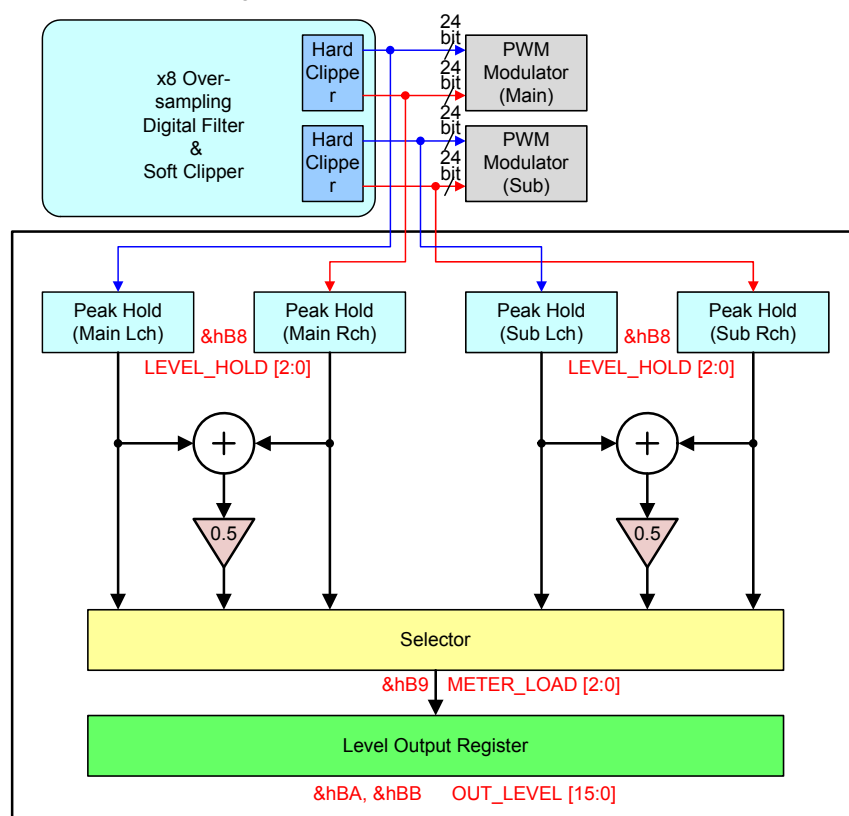 x8 Over-
sampling
Digital Filter
&
Soft Clipper
Hard
Clippe
r
Hard
Clippe
r
24
bit
24
bit
24
bit
24
bit
PWM
Modulator
(Main)
PWM
Modulator
(Sub)
Peak Hold
(Main Lch)
&hB8
LEVEL_HOLD [2:0]
Peak Hold
(Main Rch)
Peak Hold
(Sub Lch)
&hB8
LEVEL_HOLD [2:0]
Peak Hold
(Sub Rch)
+
+
0.5
0.5
Selector
&hB9 METER_LOAD [2:0]
Level Output Register
&hBA, &hBB OUT_LEVEL [15:0]